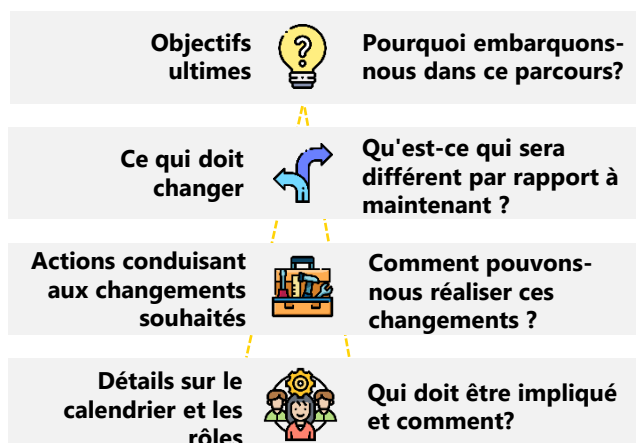 Objectifs
ultimes
Pourquoi embarquons-
nous dans ce parcours?
Ce qui doit
changer
Qu'est-ce qui sera
différent par rapport à
maintenant ?
Actions conduisant
aux changements
souhaités
Comment pouvons-
nous réaliser ces
changements ?
Détails sur le
calendrier et les
rôles
Qui doit être impliqué
et comment?